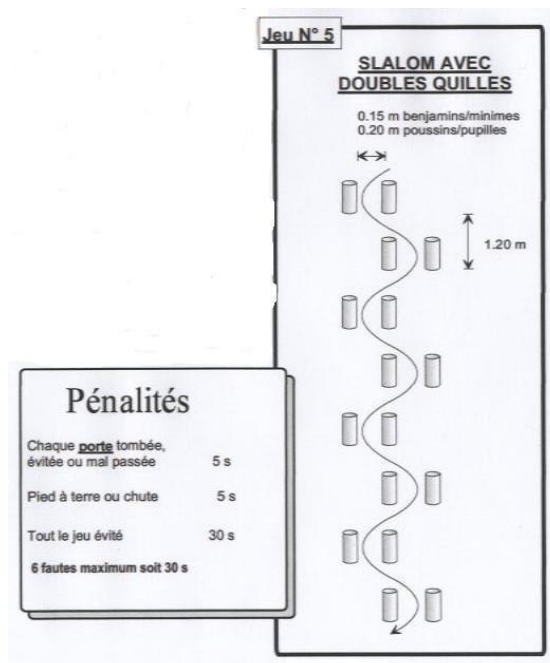 Jeu N° 5
SLALOM AVEC
DOUBLES QUILLES
0.15 m benjamins/minimes
0.20 m poussins/pupilles
1.20 m
Pénalités
Chaque porte tombée,
évitée ou mal passée 5 s
Pied à terre ou chute 5 s
Tout le jeu évité 30 s
6 fautes maximum soit 30 s